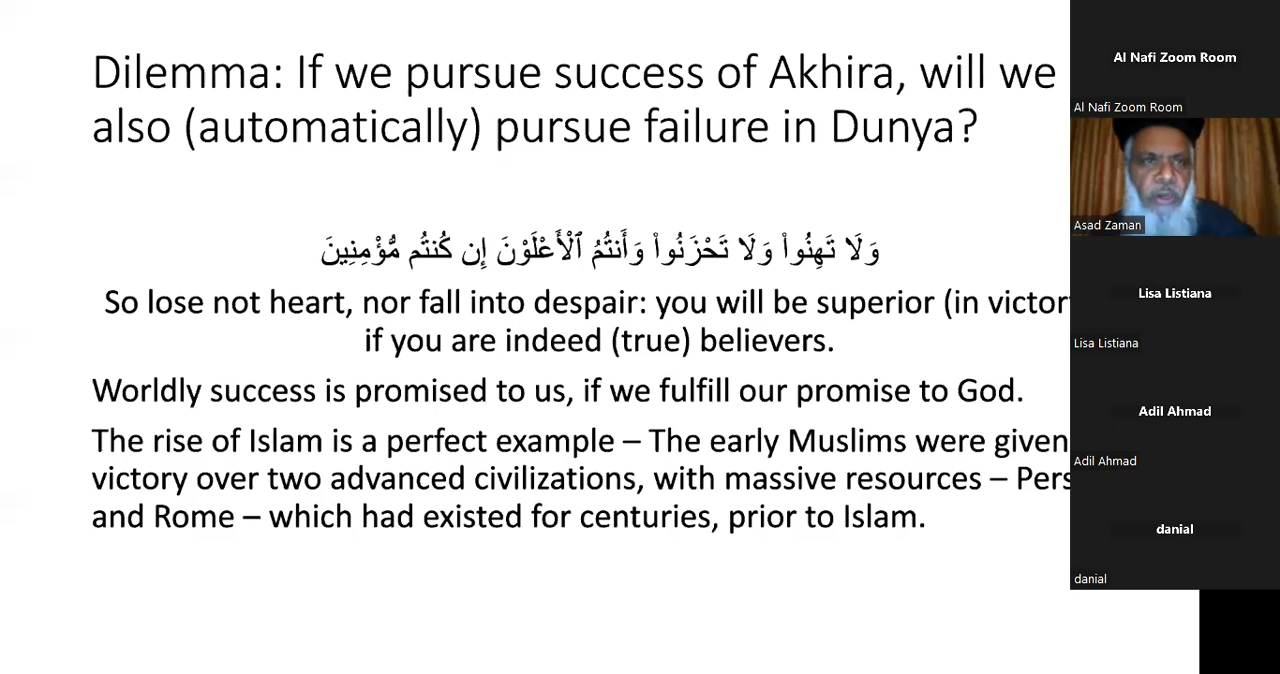 Dilemma: If we pursue success of Akhira, will we
also (automatically) pursue failure in Dunya?
وَلَا تَهِنُوا۟ وَلَا تَحْزَنُوا۟ وَأَنتُمُ ٱلْأَعْلَوْنَ إِن كُنتُم مُّؤْمِنِينَ
So lose not heart, nor fall into despair: you will be superior (in victor
if you are indeed (true) believers.
Worldly success is promised to us, if we fulfill our promise to God.
The rise of Islam is a perfect example – The early Muslims were given
victory over two advanced civilizations, with massive resources – Pers
and Rome – which had existed for centuries, prior to Islam.
Al Nafi Zoom Room
Al Nafi Zoom Room
Asad Zaman
Lisa Listiana
Lisa Listiana
Adil Ahmad
Adil Ahmad
danial
danial